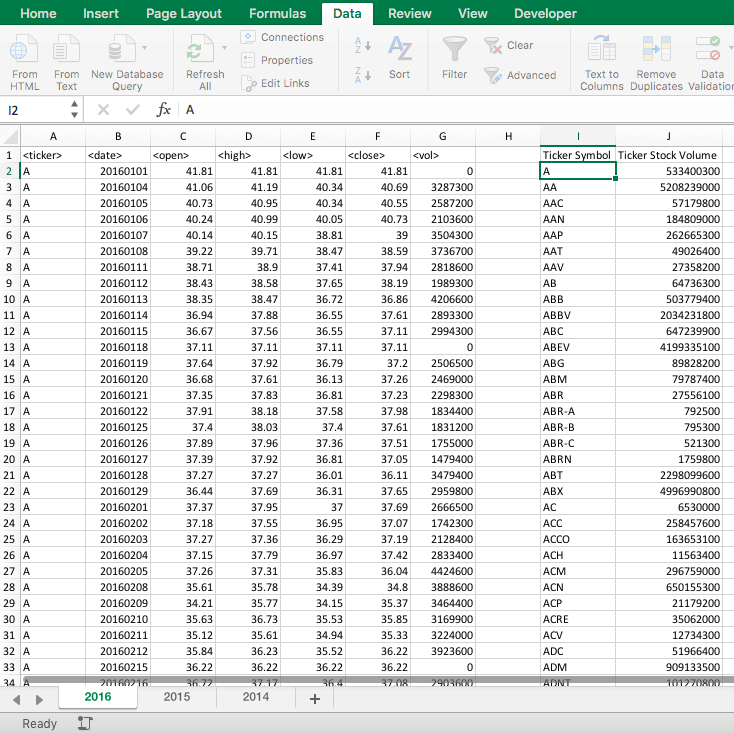 Home Insert Page Layout Formulas Data Review View Developer
Connections
Properties
Edit Links
Clear
Advanced
From HTML From Text New Database Query Refresh All Sort Filter Text to Columns Remove Duplicates Data Validation
I2 fx A
A B C D E F G H I J
1 <ticker> <date> <open> <high> <low> <close> <vol> Ticker Symbol Ticker Stock Volume
2 A 20160101 41.81 41.81 41.81 41.81 0 A 533400300
3 A 20160104 41.06 41.19 40.34 40.69 3287300 AA 5208239000
4 A 20160105 40.73 40.95 40.34 40.55 2587200 AAC 57179800
5 A 20160106 40.24 40.99 40.05 40.73 2103600 AAN 184809000
6 A 20160107 40.14 40.15 38.81 39 3504300 AAP 262665300
7 A 20160108 39.22 39.71 38.47 38.59 3736700 AAT 49026400
8 A 20160111 38.71 38.9 37.41 37.94 2818600 AAV 27358200
9 A 20160112 38.43 38.58 37.65 38.19 1989300 AB 64736300
10 A 20160113 38.35 38.47 36.72 36.86 4206600 ABB 503779400
11 A 20160114 36.94 37.88 36.55 37.61 2893300 ABBV 2034231800
12 A 20160115 36.67 37.56 36.55 37.11 2994300 ABC 647239900
13 A 20160118 37.11 37.11 37.11 37.11 0 ABEV 4199335100
14 A 20160119 37.64 37.92 36.79 37.2 2506500 ABG 89828200
15 A 20160120 36.68 37.61 36.13 37.26 2469000 ABM 79787400
16 A 20160121 37.35 37.83 36.81 37.23 2298300 ABR 27556100
17 A 20160122 37.91 38.18 37.58 37.98 1834400 ABR-A 792500
18 A 20160125 37.4 38.03 37.4 37.61 1831200 ABR-B 795300
19 A 20160126 37.89 37.96 37.36 37.51 1755000 ABR-C 521300
20 A 20160127 37.39 37.92 36.81 37.05 1479400 ABRN 1759800
21 A 20160128 37.27 37.27 36.01 36.11 3479400 ABT 2298099600
22 A 20160129 36.44 37.69 36.31 37.65 2959800 ABX 4996990800
23 A 20160201 37.37 37.95 37 37.69 2666500 AC 6530000
24 A 20160202 37.18 37.55 36.95 37.07 1742300 ACC 258457600
25 A 20160203 37.27 37.36 36.29 37.19 2128400 ACCO 163653100
26 A 20160204 37.15 37.79 36.97 37.42 2833400 ACH 11563400
27 A 20160205 37.26 37.31 35.83 36.04 4424600 ACM 296759000
28 A 20160208 35.61 35.78 34.39 34.8 3888600 ACN 650155300
29 A 20160209 34.21 35.77 34.15 35.37 3464400 ACP 21179200
30 A 20160210 35.63 36.73 35.53 35.85 3169900 ACRE 35062000
31 A 20160211 35.12 35.61 34.94 35.33 3224000 ACV 12734300
32 A 20160212 35.84 36.23 35.52 36.22 3923600 ADC 51966400
33 A 20160215 36.22 36.22 36.22 36.22 0 ADM 909133500
34 A 20160216 36.72 37.17 36.4 37.08 2903600 ADNT 101270800
2016 2015 2014 +
Ready